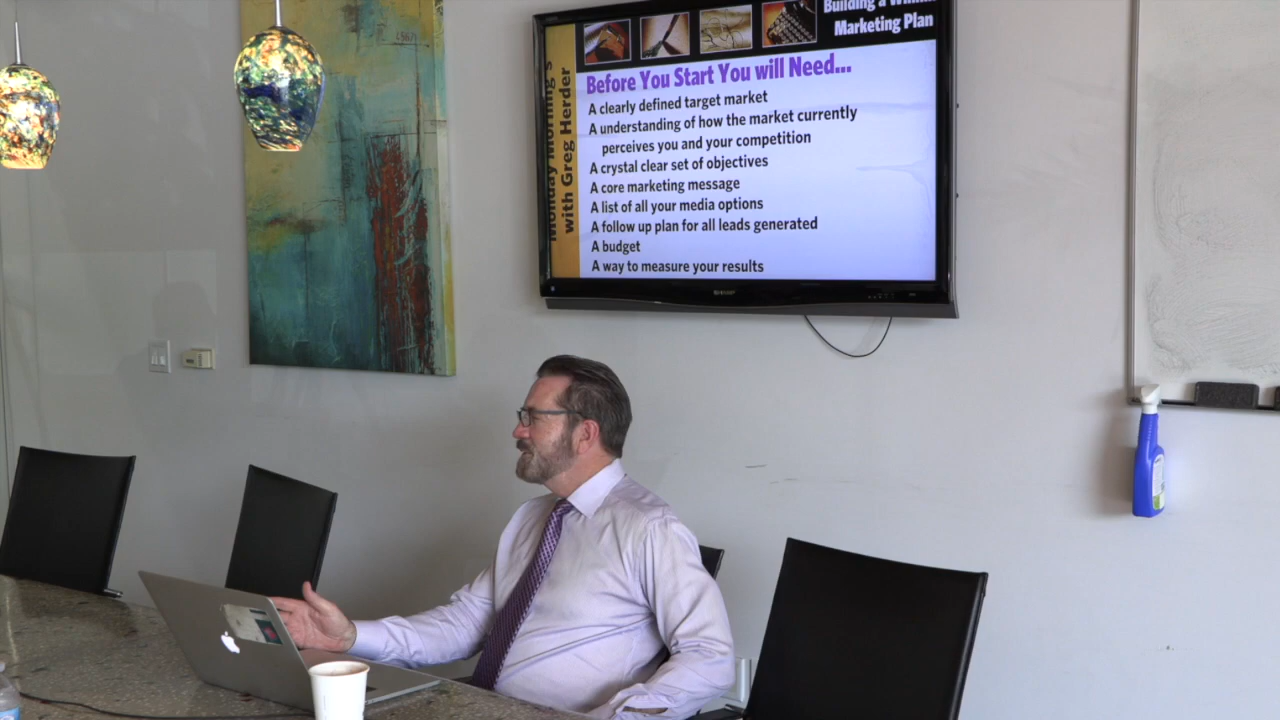 Building a
Marketing Plan
Monday Morning's
with Greg Herder
Before You Start You will Need...
A clearly defined target market
A understanding of how the market currently
perceives you and your competition
A crystal clear set of objectives
A core marketing message
A list of all your media options
A follow up plan for all leads generated
A budget
A way to measure your results
SHARP